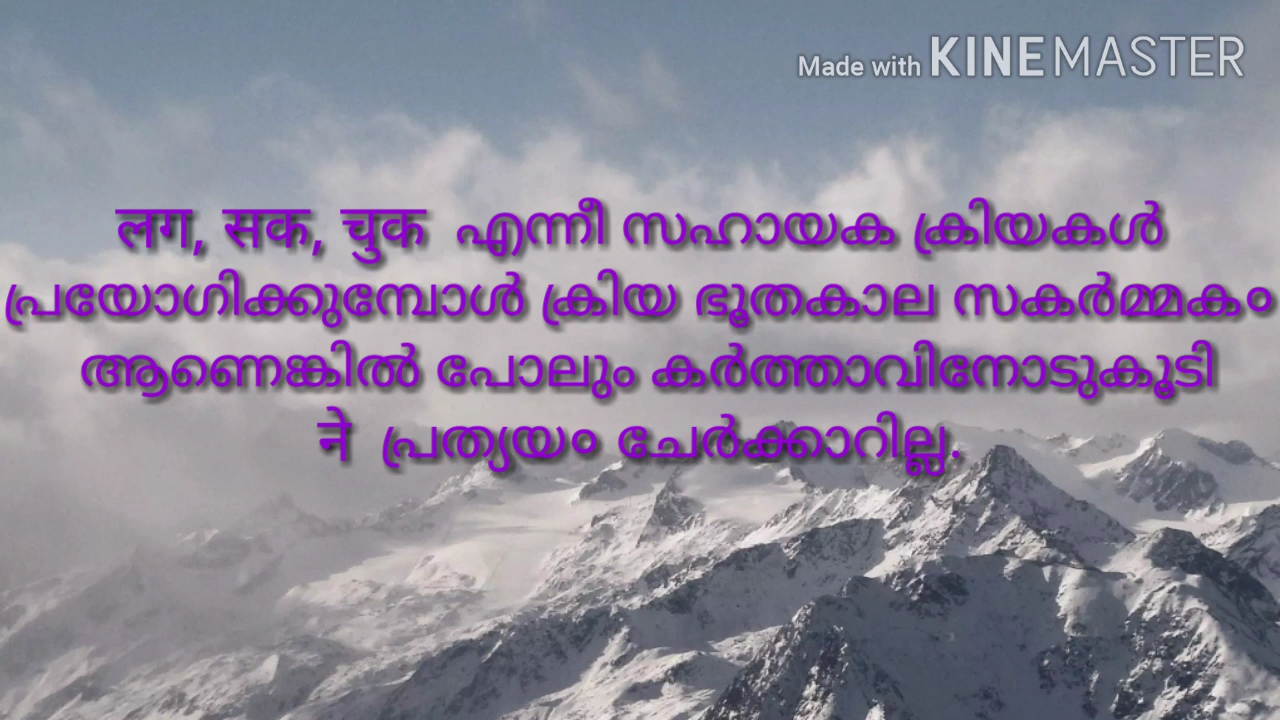 Made with KINEMASTER
लग, सक, चुक എന്നീ സഹായക ക്രിയകൾ
പ്രയോഗിക്കുമ്പോൾ ക്രിയ ഭൂതകാല സകർമ്മകം
ആണെങ്കിൽ പോലും കർത്താവിനോടുകൂടി
ने പ്രത്യയം ചേർക്കാറില്ല.